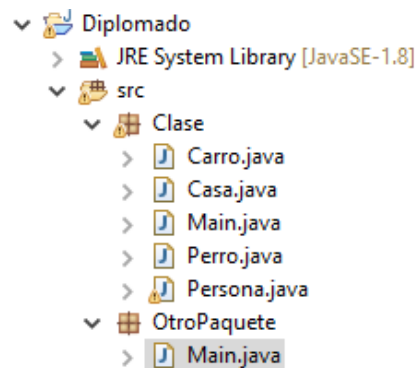 Diplomado
JRE System Library [JavaSE-1.8]
src
Clase
Carro.java
Casa.java
Main.java
Perro.java
Persona.java
OtroPaquete
Main.java